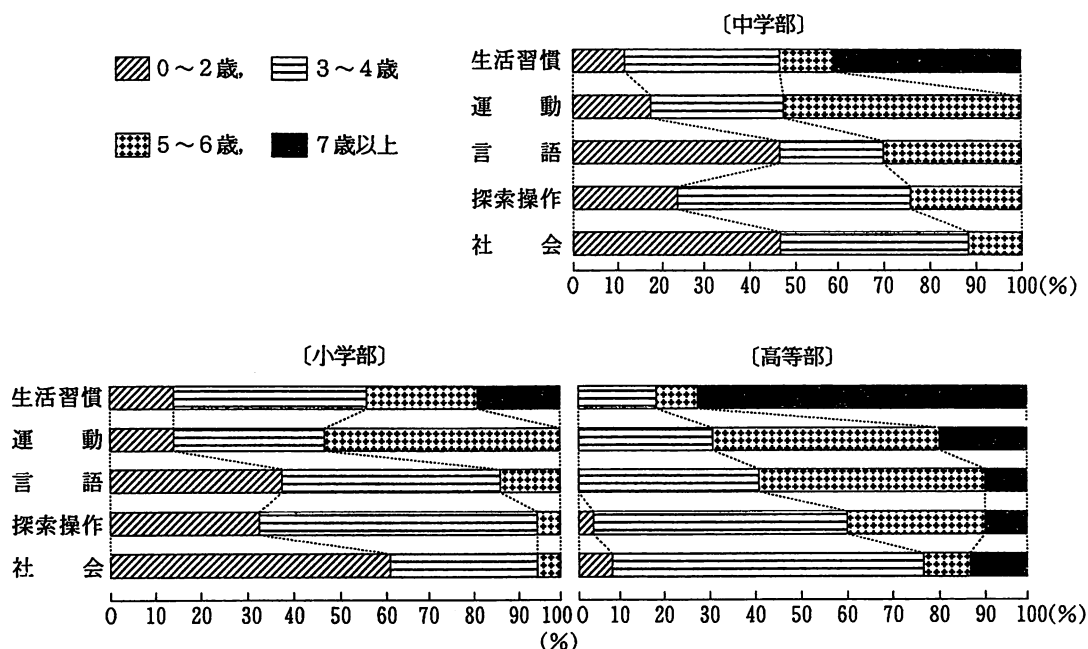 0～2歳, 3～4歳
5～6歳, 7歳以上
〔中学部〕
生活習慣
運 動
言 語
探索操作
社 会
0 10 20 30 40 50 60 70 80 90 100(%)
〔小学部〕
生活習慣
運 動
言 語
探索操作
社 会
0 10 20 30 40 50 60 70 80 90 100
(%)
〔高等部〕
0 10 20 30 40 50 60 70 80 90 100(%)